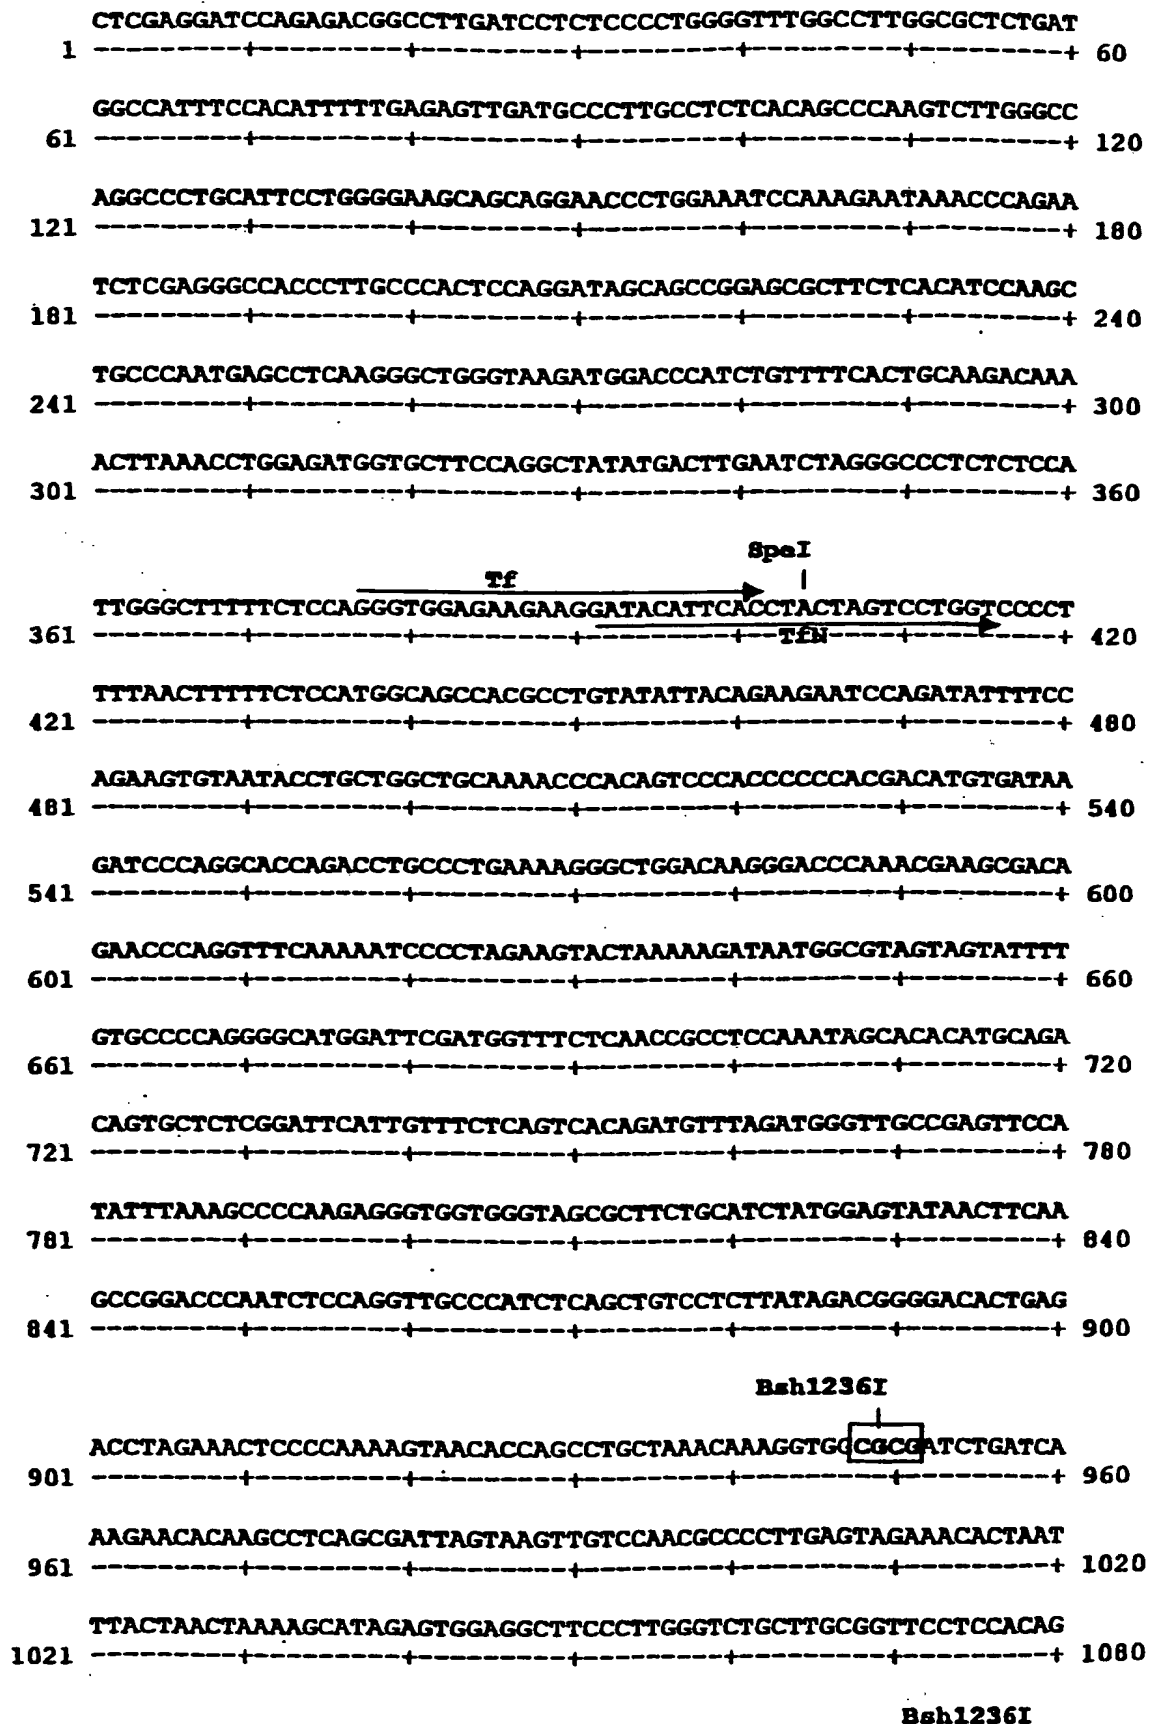 CTCGAGGATCCAGAGACGGCCTTGATCCTCTCCCCTGGGGTTTGGCCTTGGCGCTCTGAT
1 ---------+---------+---------+---------+---------+---------+ 60
GGCCATTTCCACATTTTTGAGAGTTGATGCCCTTGCCTCTCACAGCCCAAGTCTTGGGCC
61 ---------+---------+---------+---------+---------+---------+ 120
AGGCCCTGCATTCCTGGGGAAGCAGCAGGAACCCTGGAAATCCAAAGAATAAACCCAGAA
121 ---------+---------+---------+---------+---------+---------+ 180
TCTCGAGGGCCACCCTTGCCCACTCCAGGATAGCAGCCGGAGCGCTTCTCACATCCAAGC
181 ---------+---------+---------+---------+---------+---------+ 240
TGCCCAATGAGCCTCAAGGGCTGGGTAAGATGGACCCATCTGTTTTCACTGCAAGACAAA
241 ---------+---------+---------+---------+---------+---------+ 300
ACTTAAACCTGGAGATGGTGCTTCCAGGCTATATGACTTGAATCTAGGGCCCTCTCTCCA
301 ---------+---------+---------+---------+---------+---------+ 360
SpeI
Tf
TTGGGCTTTTTCTCCAGGGTGGAGAAGAAGGATACATTCACCTACTAGTCCTGGTCCCCT
361 ---------+---------+---------+---------+---------+---------+ 420
TfN
TTTAACTTTTTCTCCATGGCAGCCACGCCTGTATATTACAGAAGAATCCAGATATTTTCC
421 ---------+---------+---------+---------+---------+---------+ 480
AGAAGTGTAATACCTGCTGGCTGCAAAACCCACAGTCCCACCCCCCACGACATGTGATAA
481 ---------+---------+---------+---------+---------+---------+ 540
GATCCCAGGCACCAGACCTGCCCTGAAAAGGGCTGGACAAGGGACCCAAACGAAGCGACA
541 ---------+---------+---------+---------+---------+---------+ 600
GAACCCAGGTTTCAAAAATCCCCTAGAAGTACTAAAAAGATAATGGCGTAGTAGTATTTT
601 ---------+---------+---------+---------+---------+---------+ 660
GTGCCCCAGGGGCATGGATTCGATGGTTTCTCAACCGCCTCCAAATAGCACACATGCAGA
661 ---------+---------+---------+---------+---------+---------+ 720
CAGTGCTCTCGGATTCATTGTTTCTCAGTCACAGATGTTTAGATGGGTTGCCGAGTTCCA
721 ---------+---------+---------+---------+---------+---------+ 780
TATTTAAAGCCCCAAGAGGGTGGTGGGTAGCGCTTCTGCATCTATGGAGTATAACTTCAA
781 ---------+---------+---------+---------+---------+---------+ 840
GCCGGACCCAATCTCCAGGTTGCCCATCTCAGCTGTCCTCTTATAGACGGGGACACTGAG
841 ---------+---------+---------+---------+---------+---------+ 900
Bsh1236I
ACCTAGAAACTCCCCAAAAGTAACACCAGCCTGCTAAACAAAGGTGGCGCGATCTGATCA
901 ---------+---------+---------+---------+---------+---------+ 960
AAGAACACAAGCCTCAGCGATTAGTAAGTTGTCCAACGCCCCTTGAGTAGAAACACTAAT
961 ---------+---------+---------+---------+---------+---------+ 1020
TTACTAACTAAAAGCATAGAGTGGAGGCTTCCCTTGGGTCTGCTTGCGGTTCCTCCACAG
1021 ---------+---------+---------+---------+---------+---------+ 1080
Bsh1236I